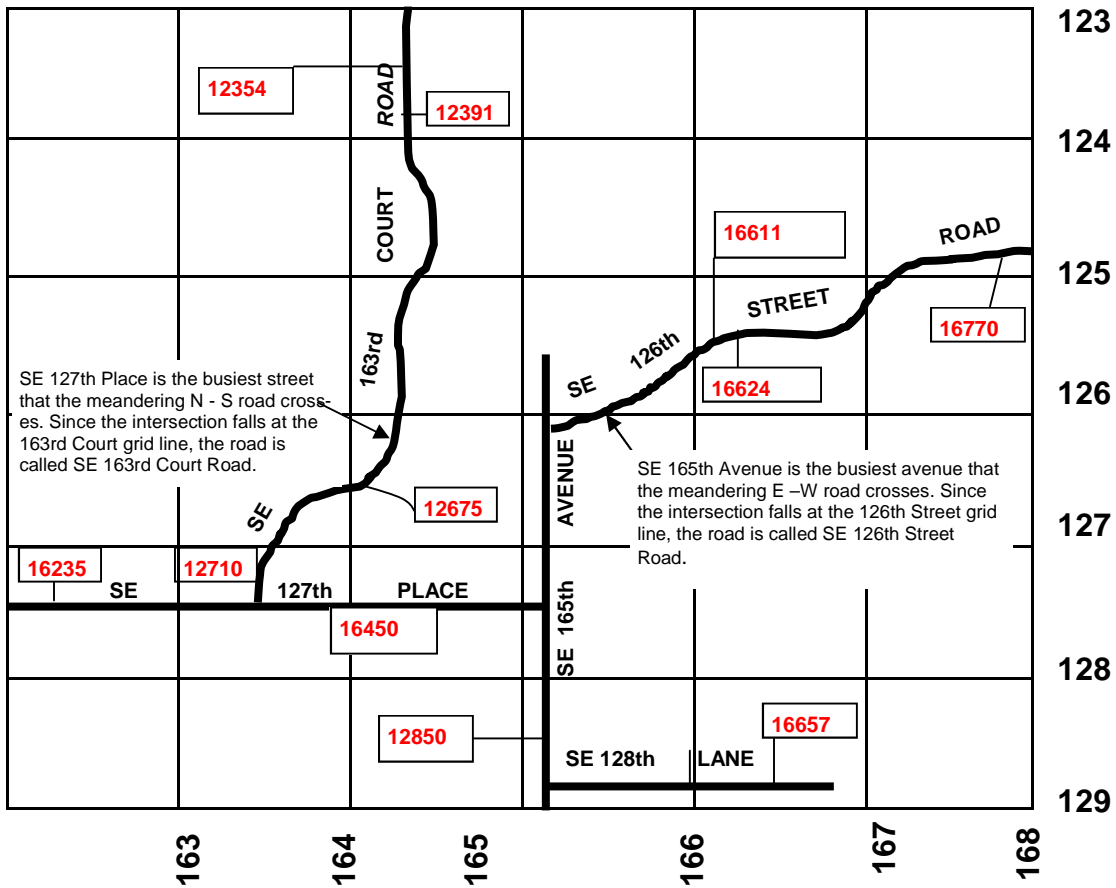 123
12354
ROAD
12391
124
COURT
16611
ROAD
125
STREET
16770
163rd
126th
SE
16624
126
SE 127th Place is the busiest street
that the meandering N - S road cross-
es. Since the intersection falls at the
163rd Court grid line, the road is
called SE 163rd Court Road.
AVENUE
SE 165th Avenue is the busiest avenue that
the meandering E –W road crosses. Since
the intersection falls at the 126th Street grid
line, the road is called SE 126th Street
Road.
12675
SE
127
16235
12710
SE 127th PLACE
16450
SE 165th
128
12850
16657
SE 128th LANE
129
163
164
165
166
167
168